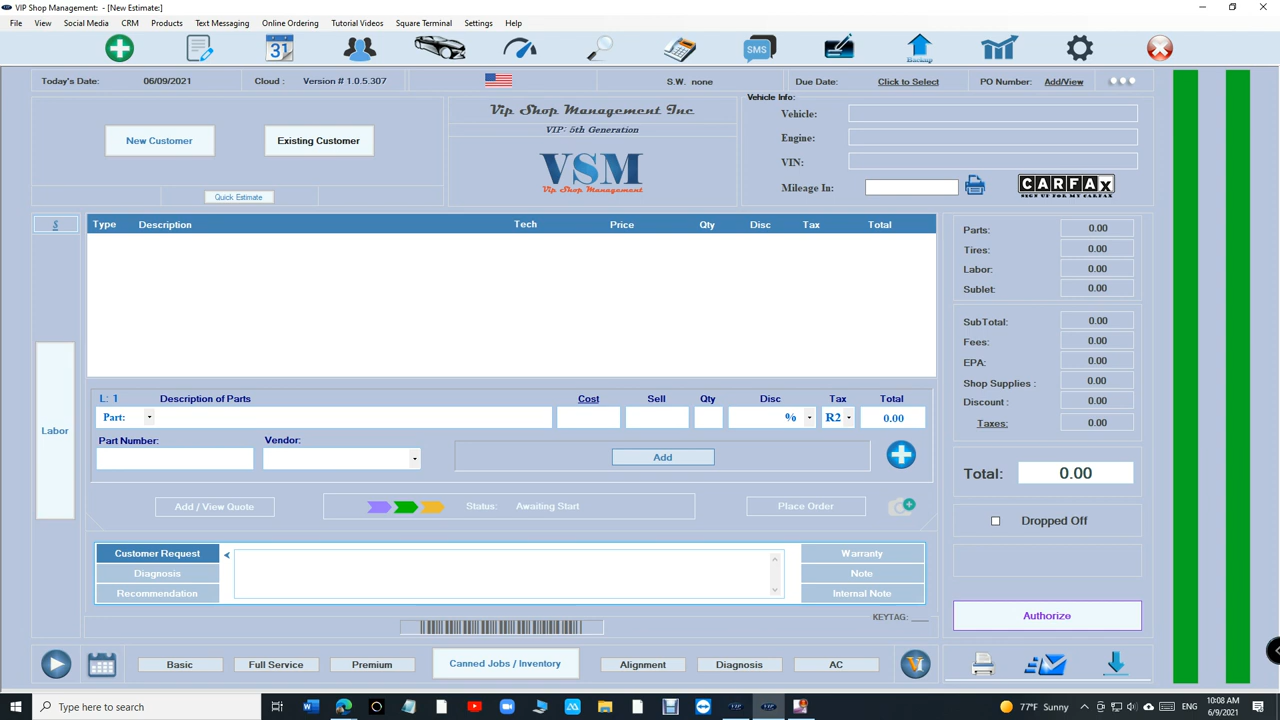 VIP Shop Management: - [New Estimate:]
File View Social Media CRM Products Text Messaging Online Ordering Tutorial Videos Square Terminal Settings Help
31 SMS Backup
Today's Date: 06/09/2021 Cloud : Version # 1.0.5.307 S.W. none Due Date: Click to Select PO Number: Add/View
New Customer Existing Customer
Quick Estimate
Vip Shop Management Inc
VIP: 5th Generation
VSM
Vip Shop Management
Vehicle Info:
Vehicle:
Engine:
VIN:
Mileage In:
CARFAX
SIGN UP FOR MY CARFAX
$
Labor
Type Description Tech Price Qty Disc Tax Total
L: 1 Description of Parts Cost Sell Qty Disc Tax Total
Part: % R2 0.00
Part Number: Vendor:
Add
Add / View Quote Status: Awaiting Start Place Order
Customer Request < Warranty
Diagnosis Note
Recommendation Internal Note
KEYTAG: ___
Parts: 0.00
Tires: 0.00
Labor: 0.00
Sublet: 0.00
SubTotal: 0.00
Fees: 0.00
EPA: 0.00
Shop Supplies : 0.00
Discount : 0.00
Taxes: 0.00
Total: 0.00
Dropped Off
Authorize
Basic Full Service Premium Canned Jobs / Inventory Alignment Diagnosis AC
Type here to search
77°F Sunny ENG 10:08 AM
6/9/2021